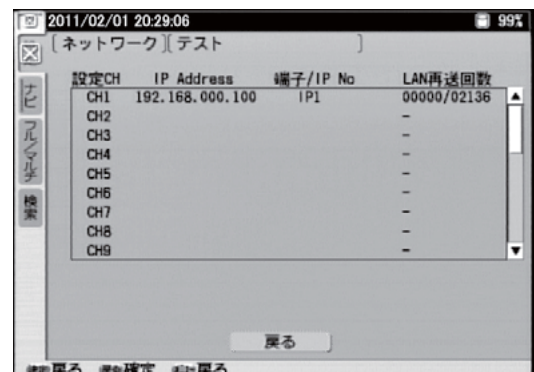 2011/02/01 20:29:06 99%
[ネットワーク][テスト ]
設定CH IP Address 端子/IP No LAN再送回数
CH1 192.168.000.100 IP1 00000/02136
CH2 -
CH3 -
CH4 -
CH5 -
CH6 -
CH7 -
CH8 -
CH9 -
ナビ
フル/マルチ
検索
戻る
戻る 確定 戻る